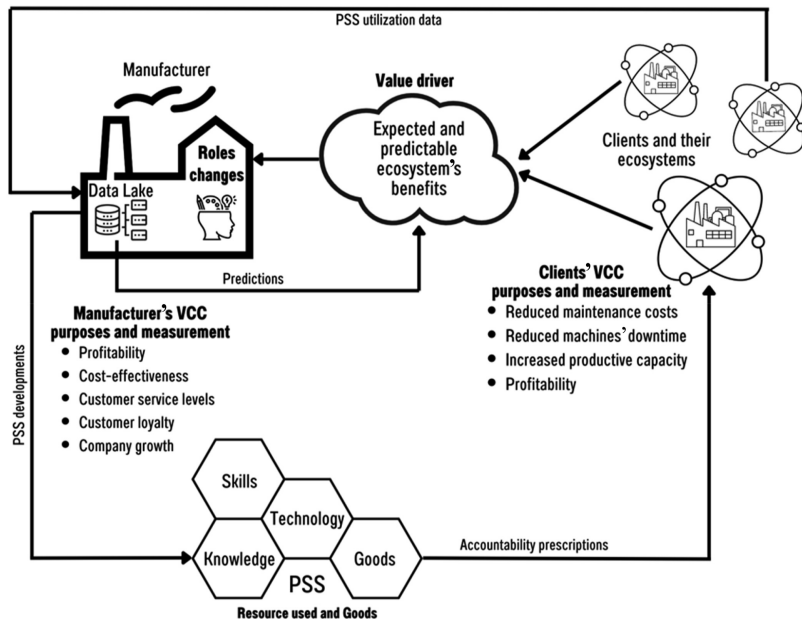 PSS utilization data
Manufacturer
Value driver
Expected and
predictable
ecosystem's
benefits
Clients and their
ecosystems
Roles
changes
Data Lake
Predictions
Clients' VCC
purposes and measurement
• Reduced maintenance costs
• Reduced machines' downtime
• Increased productive capacity
• Profitability
Manufacturer's VCC
purposes and measurement
• Profitability
• Cost-effectiveness
• Customer service levels
• Customer loyalty
• Company growth
PSS developments
Skills
Technology
Knowledge
Goods
PSS
Resource used and Goods
Accountability prescriptions